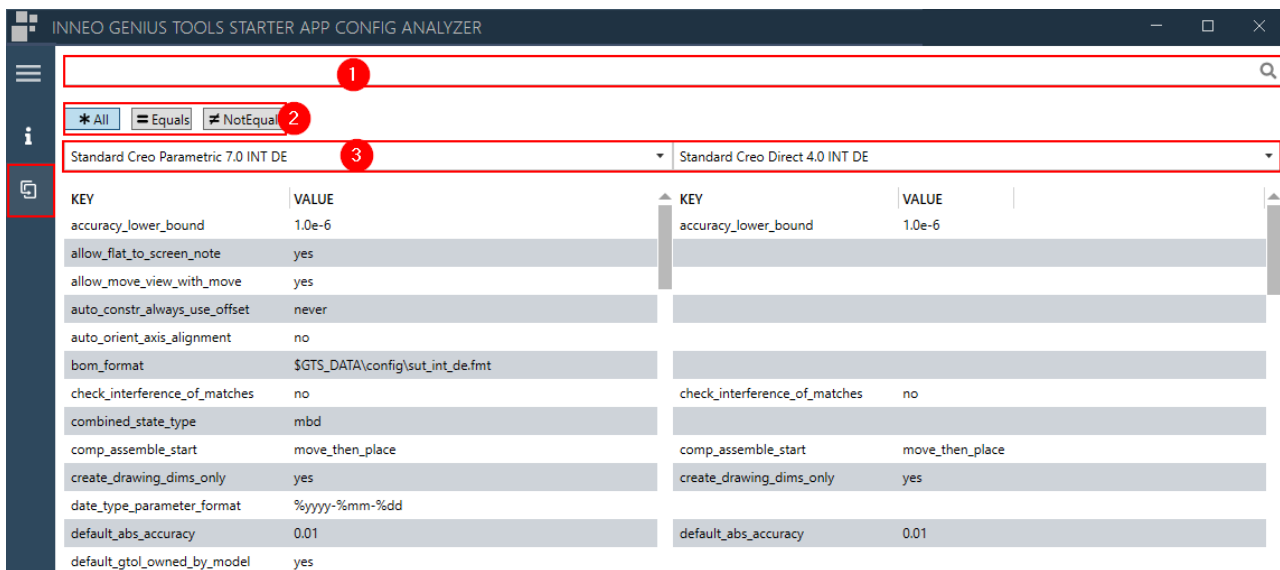 INNEO GENIUS TOOLS STARTER APP CONFIG ANALYZER
1
All Equals NotEqual 2
Standard Creo Parametric 7.0 INT DE 3 Standard Creo Direct 4.0 INT DE
KEY VALUE KEY VALUE
accuracy_lower_bound 1.0e-6 accuracy_lower_bound 1.0e-6
allow_flat_to_screen_note yes
allow_move_view_with_move yes
auto_constr_always_use_offset never
auto_orient_axis_alignment no
bom_format $GTS_DATA\config\sut_int_de.fmt
check_interference_of_matches no check_interference_of_matches no
combined_state_type mbd
comp_assemble_start move_then_place comp_assemble_start move_then_place
create_drawing_dims_only yes create_drawing_dims_only yes
date_type_parameter_format %yyyy-%mm-%dd
default_abs_accuracy 0.01 default_abs_accuracy 0.01
default_gtol_owned_by_model yes